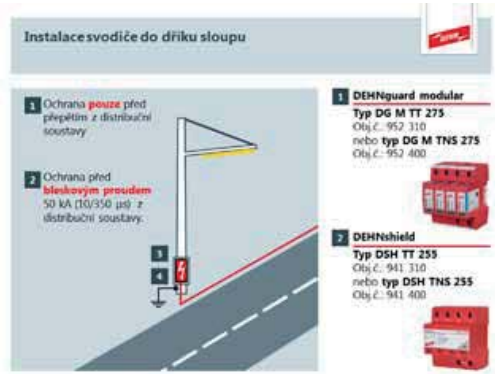 Instalace svodiče do dříku sloupu
DEHN
1 Ochrana pouze před
přepětím z distribuční
soustavy
2 Ochrana před
bleskovým proudem
50 kA (10/350 µs) z
distribuční soustavy.
3
4
1 DEHNguard modular
Typ DG M TT 275
Obj.č.: 952 310
nebo typ DG M TNS 275
Obj.č.: 952 400
2 DEHNshield
Typ DSH TT 255
Obj.č.: 941 310
nebo typ DSH TNS 255
Obj.č.: 941 400